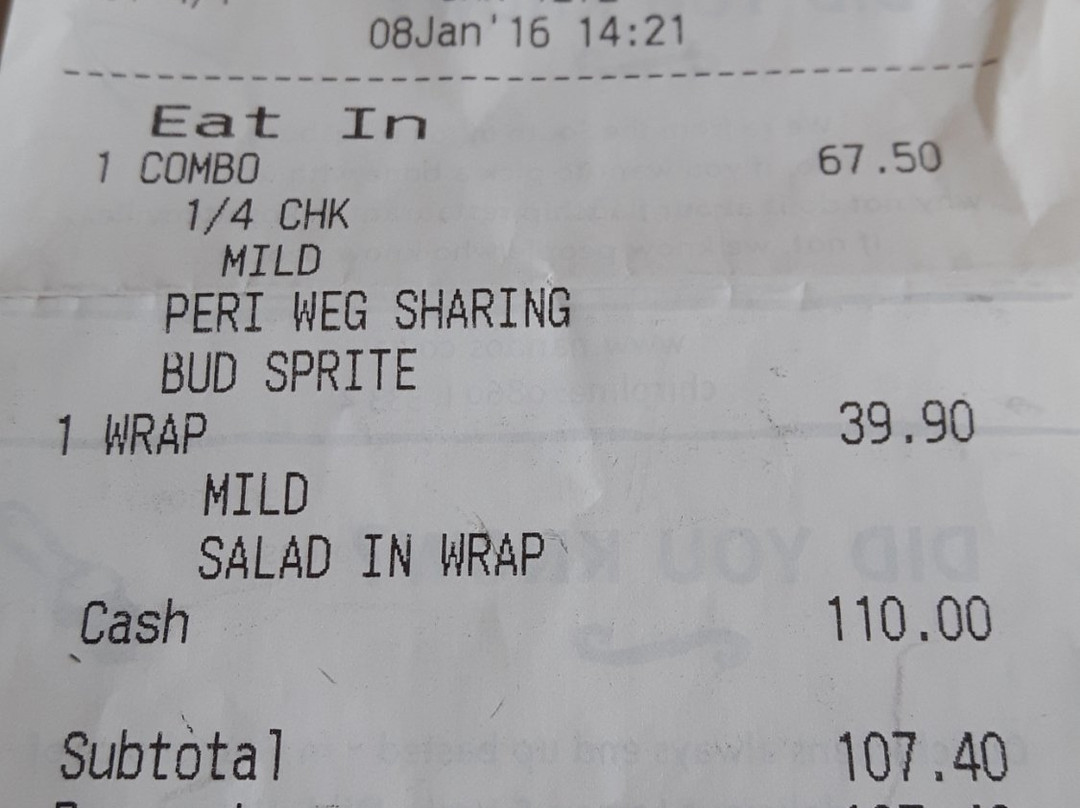 08Jan'16 14:21
Eat In
1 COMBO 67.50
1/4 CHK
MILD
PERI WEG SHARING
BUD SPRITE
1 WRAP 39.90
MILD
SALAD IN WRAP
Cash 110.00
Subtotal 107.40